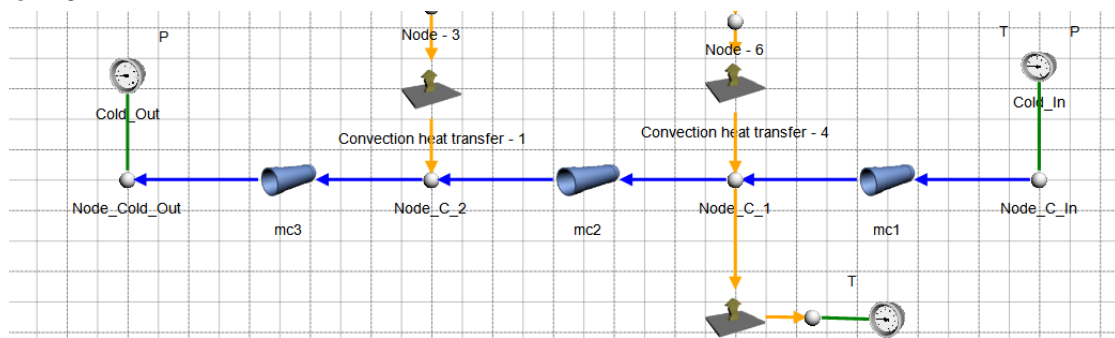 P
Node - 3
Node - 6
T
P
Cold_Out
Cold_In
Convection heat transfer - 1
Convection heat transfer - 4
Node_Cold_Out
Node_C_2
Node_C_1
Node_C_In
mc3
mc2
mc1
T